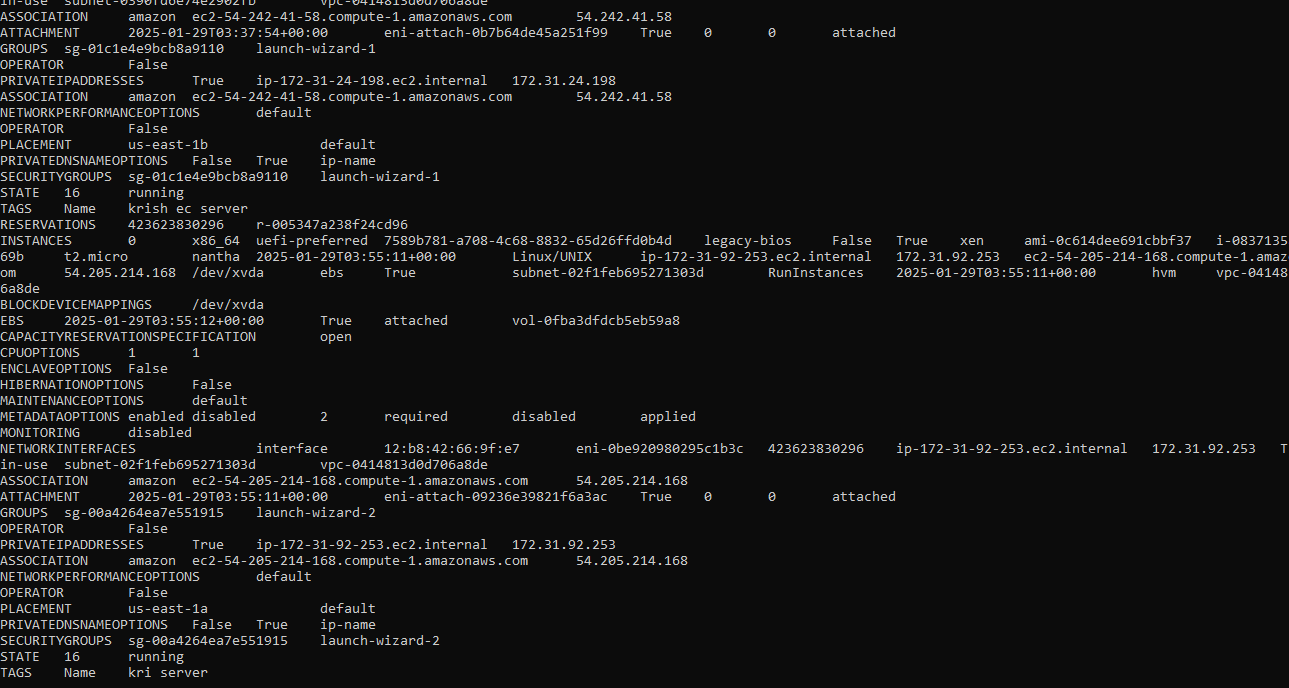 in-use subnet-0390fdbe74e2902fb vpc-0414813d0d706a8de
ASSOCIATION amazon ec2-54-242-41-58.compute-1.amazonaws.com 54.242.41.58
ATTACHMENT 2025-01-29T03:37:54+00:00 eni-attach-0b7b64de45a251f99 True 0 0 attached
GROUPS sg-01c1e4e9bcb8a9110 launch-wizard-1
OPERATOR False
PRIVATEIPADDRESSES True ip-172-31-24-198.ec2.internal 172.31.24.198
ASSOCIATION amazon ec2-54-242-41-58.compute-1.amazonaws.com 54.242.41.58
NETWORKPERFORMANCEOPTIONS default
OPERATOR False
PLACEMENT us-east-1b default
PRIVATEDNSNAMEOPTIONS False True ip-name
SECURITYGROUPS sg-01c1e4e9bcb8a9110 launch-wizard-1
STATE 16 running
TAGS Name krish ec server
RESERVATIONS 423623830296 r-005347a238f24cd96
INSTANCES 0 x86_64 uefi-preferred 7589b781-a708-4c68-8832-65d26ffd0b4d legacy-bios False True xen ami-0c614dee691cbbf37 i-0837135
69b t2.micro nantha 2025-01-29T03:55:11+00:00 Linux/UNIX ip-172-31-92-253.ec2.internal 172.31.92.253 ec2-54-205-214-168.compute-1.amaz
om 54.205.214.168 /dev/xvda ebs True subnet-02f1feb695271303d RunInstances 2025-01-29T03:55:11+00:00 hvm vpc-04148
6a8de
BLOCKDEVICEMAPPINGS /dev/xvda
EBS 2025-01-29T03:55:12+00:00 True attached vol-0fba3dfdcb5eb59a8
CAPACITYRESERVATIONSPECIFICATION open
CPUOPTIONS 1 1
ENCLAVEOPTIONS False
HIBERNATIONOPTIONS False
MAINTENANCEOPTIONS default
METADATAOPTIONS enabled disabled 2 required disabled applied
MONITORING disabled
NETWORKINTERFACES interface 12:b8:42:66:9f:e7 eni-0be920980295c1b3c 423623830296 ip-172-31-92-253.ec2.internal 172.31.92.253 T
in-use subnet-02f1feb695271303d vpc-0414813d0d706a8de
ASSOCIATION amazon ec2-54-205-214-168.compute-1.amazonaws.com 54.205.214.168
ATTACHMENT 2025-01-29T03:55:11+00:00 eni-attach-09236e39821f6a3ac True 0 0 attached
GROUPS sg-00a4264ea7e551915 launch-wizard-2
OPERATOR False
PRIVATEIPADDRESSES True ip-172-31-92-253.ec2.internal 172.31.92.253
ASSOCIATION amazon ec2-54-205-214-168.compute-1.amazonaws.com 54.205.214.168
NETWORKPERFORMANCEOPTIONS default
OPERATOR False
PLACEMENT us-east-1a default
PRIVATEDNSNAMEOPTIONS False True ip-name
SECURITYGROUPS sg-00a4264ea7e551915 launch-wizard-2
STATE 16 running
TAGS Name kri server